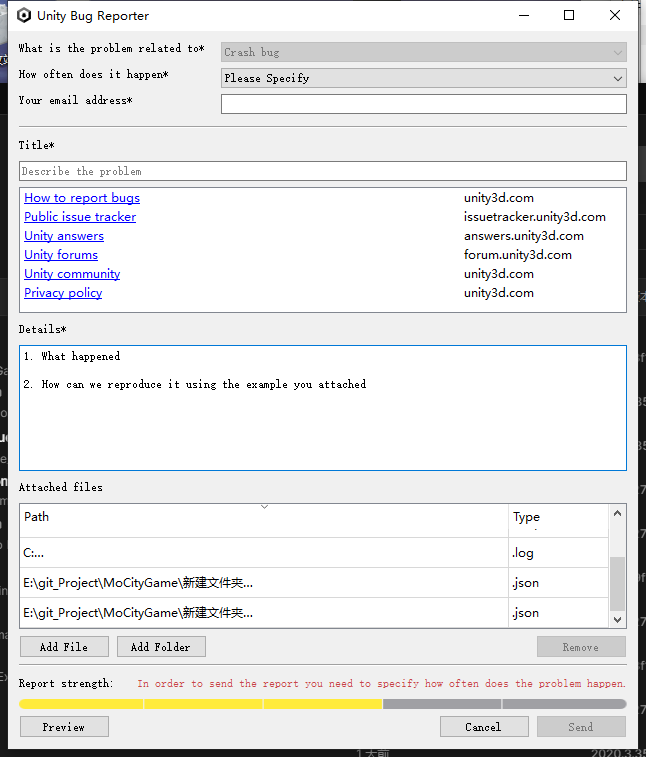 Unity Bug Reporter
What is the problem related to* Crash bug
How often does it happen* Please Specify
Your email address*
Title*
Describe the problem
How to report bugs unity3d.com
Public issue tracker issuetracker.unity3d.com
Unity answers answers.unity3d.com
Unity forums forum.unity3d.com
Unity community unity3d.com
Privacy policy unity3d.com
Details*
1. What happened
2. How can we reproduce it using the example you attached
Attached files
Path Type
C:... .log
E:\git_Project\MoCityGame\新建文件夹... .json
E:\git_Project\MoCityGame\新建文件夹... .json
Add File Add Folder Remove
Report strength: In order to send the report you need to specify how often does the problem happen.
Preview Cancel Send
1 天前 2020.3.35